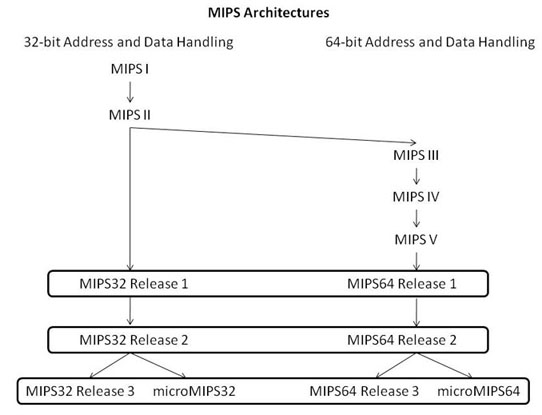 MIPS Architectures
32-bit Address and Data Handling
64-bit Address and Data Handling
MIPS I
MIPS II
MIPS III
MIPS IV
MIPS V
MIPS32 Release 1
MIPS64 Release 1
MIPS32 Release 2
MIPS64 Release 2
MIPS32 Release 3
microMIPS32
MIPS64 Release 3
microMIPS64